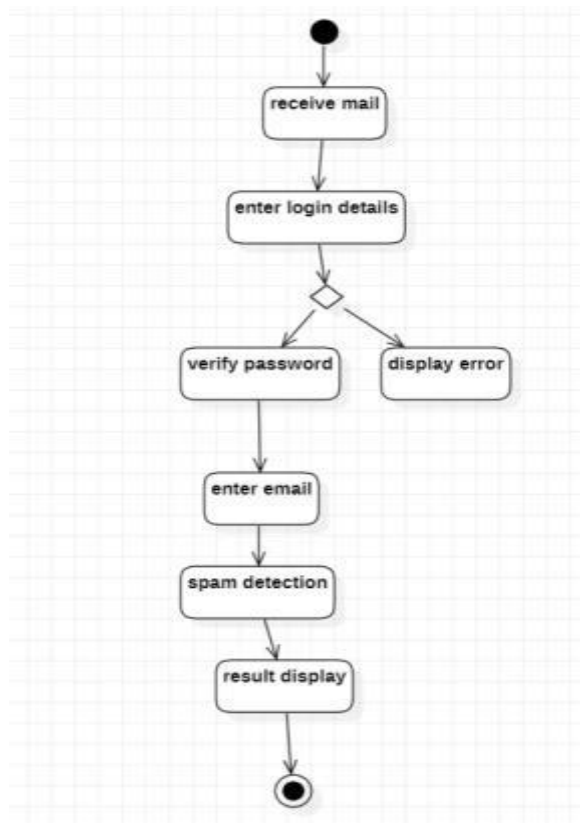 receive mail
enter login details
verify password
display error
enter email
spam detection
result display